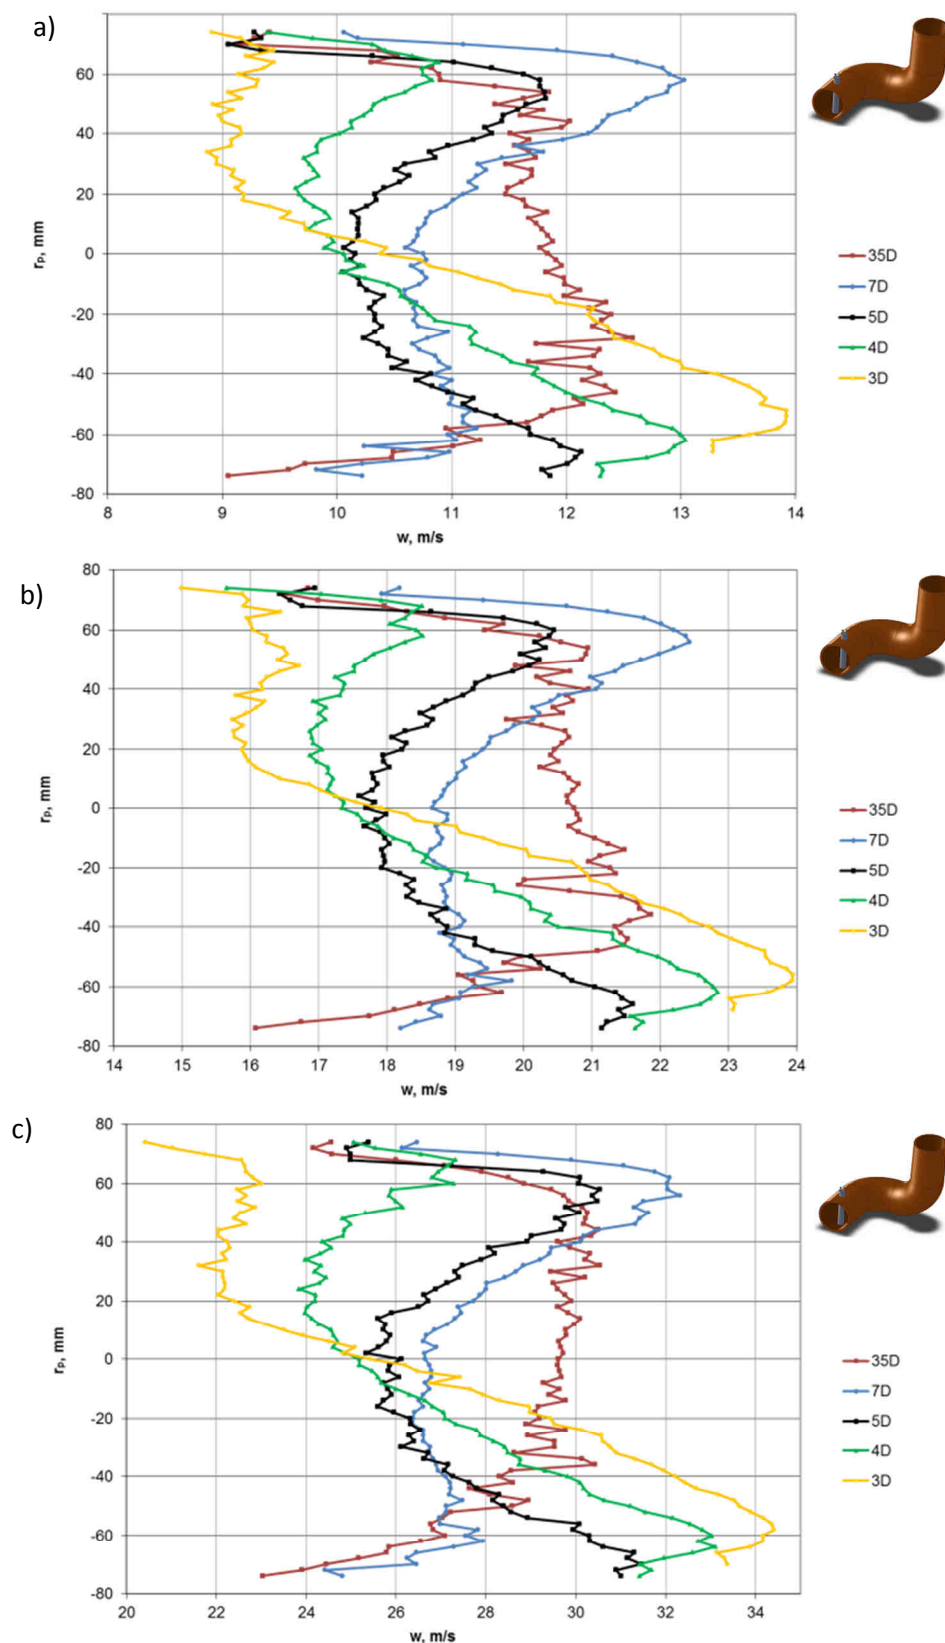 a)
80
60
40
20
0
-20
-40
-60
-80
rₚ, mm
8 9 10 11 12 13 14
w, m/s
35D
7D
5D
4D
3D
b)
80
60
40
20
0
-20
-40
-60
-80
rₚ, mm
14 15 16 17 18 19 20 21 22 23 24
w, m/s
35D
7D
5D
4D
3D
c)
80
60
40
20
0
-20
-40
-60
-80
rₚ, mm
20 22 24 26 28 30 32 34
w, m/s
35D
7D
5D
4D
3D